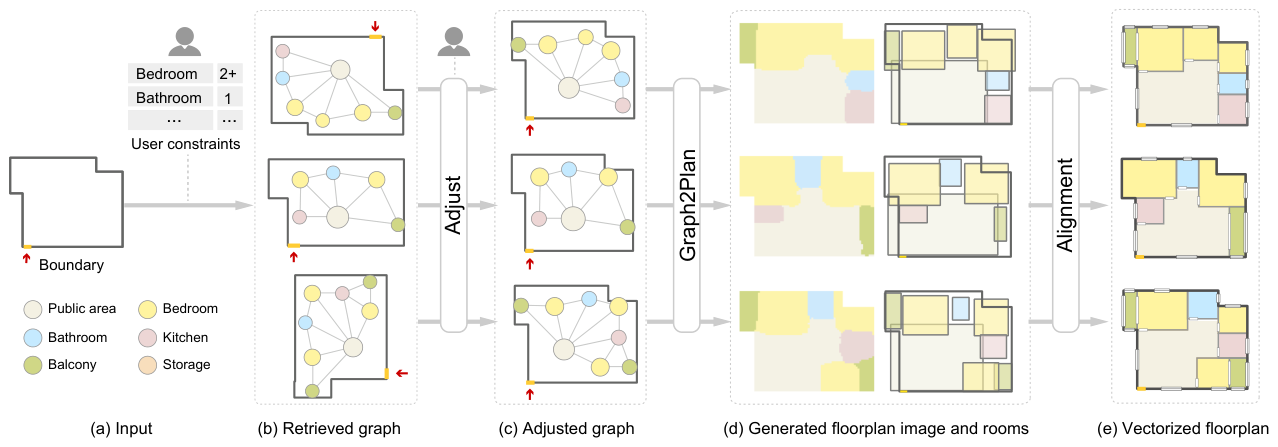 Bedroom 2+
Bathroom 1
... ...
User constraints
Boundary
Public area
Bedroom
Bathroom
Kitchen
Balcony
Storage
Adjust
Graph2Plan
Alignment
(a) Input
(b) Retrieved graph
(c) Adjusted graph
(d) Generated floorplan image and rooms
(e) Vectorized floorplan